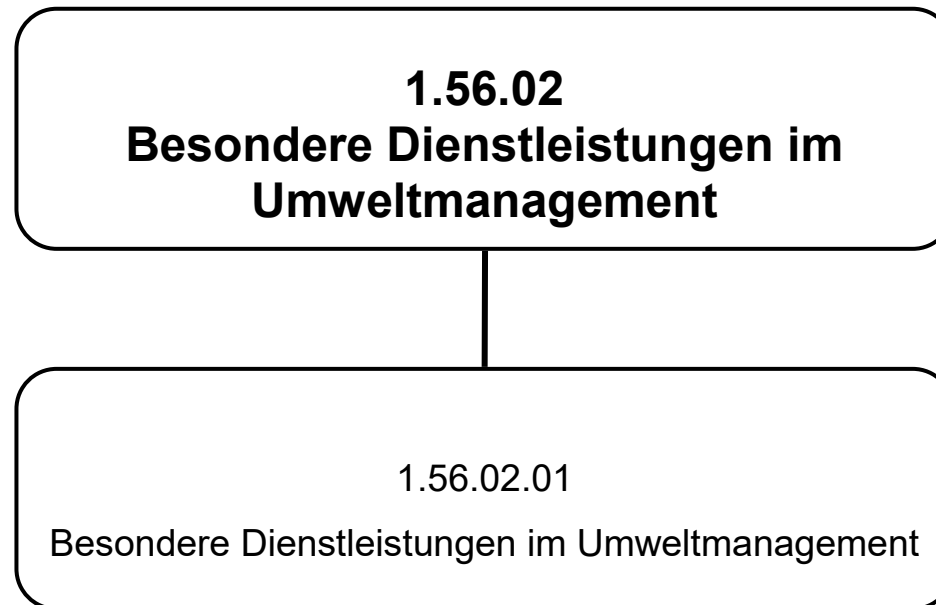 1.56.02
Besondere Dienstleistungen im
Umweltmanagement
1.56.02.01
Besondere Dienstleistungen im Umweltmanagement